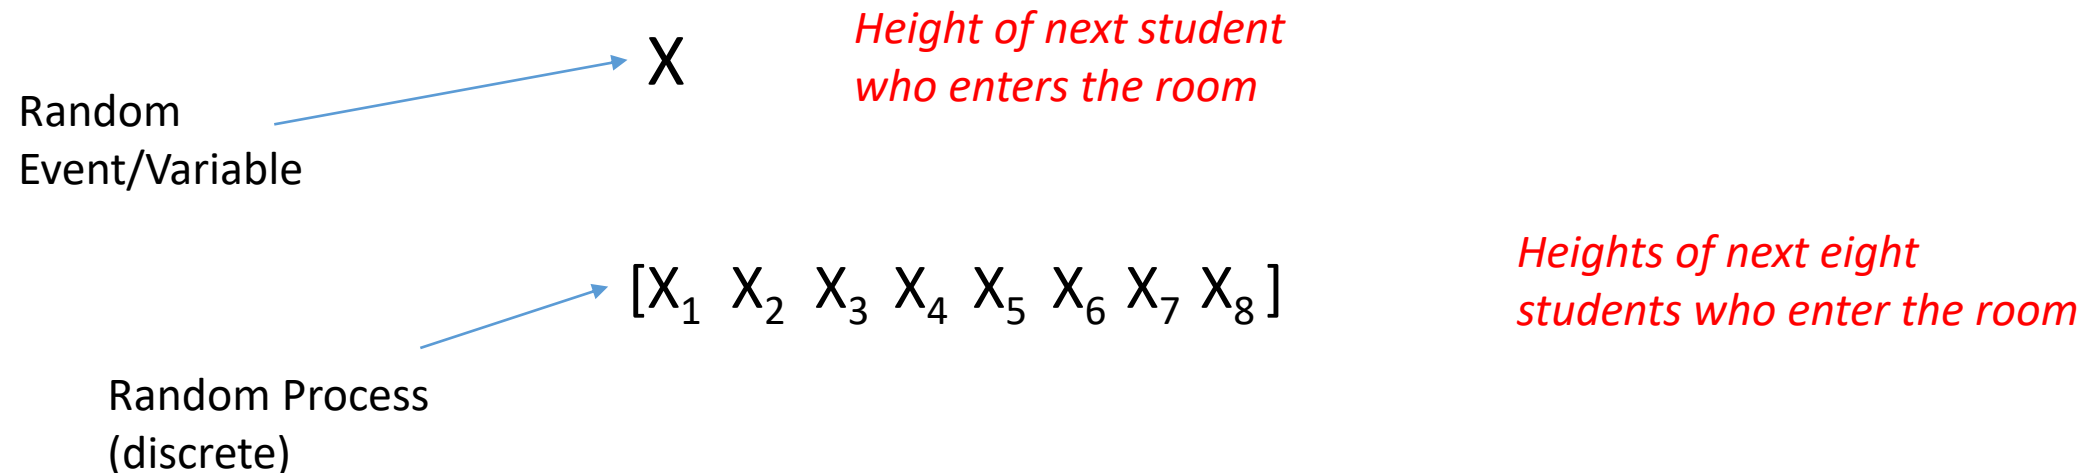 X
Height of next student
who enters the room
Random
Event/Variable
[X₁ X₂ X₃ X₄ X₅ X₆ X₇ X₈ ]
Heights of next eight
students who enter the room
Random Process
(discrete)